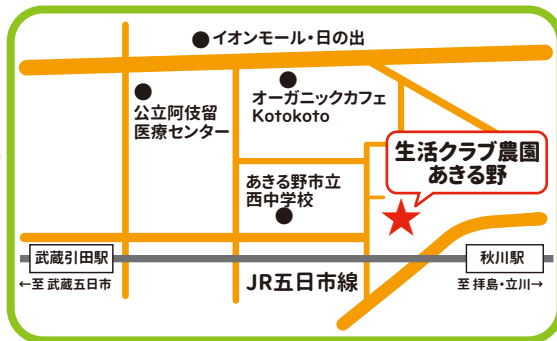 イオンモール・日の出
オーガニックカフェ
Kotokoto
公立阿伎留
医療センター
生活クラブ農園
あきる野
あきる野市立
西中学校
武蔵引田駅
←至 武蔵五日市
JR五日市線
秋川駅
至 拝島・立川→